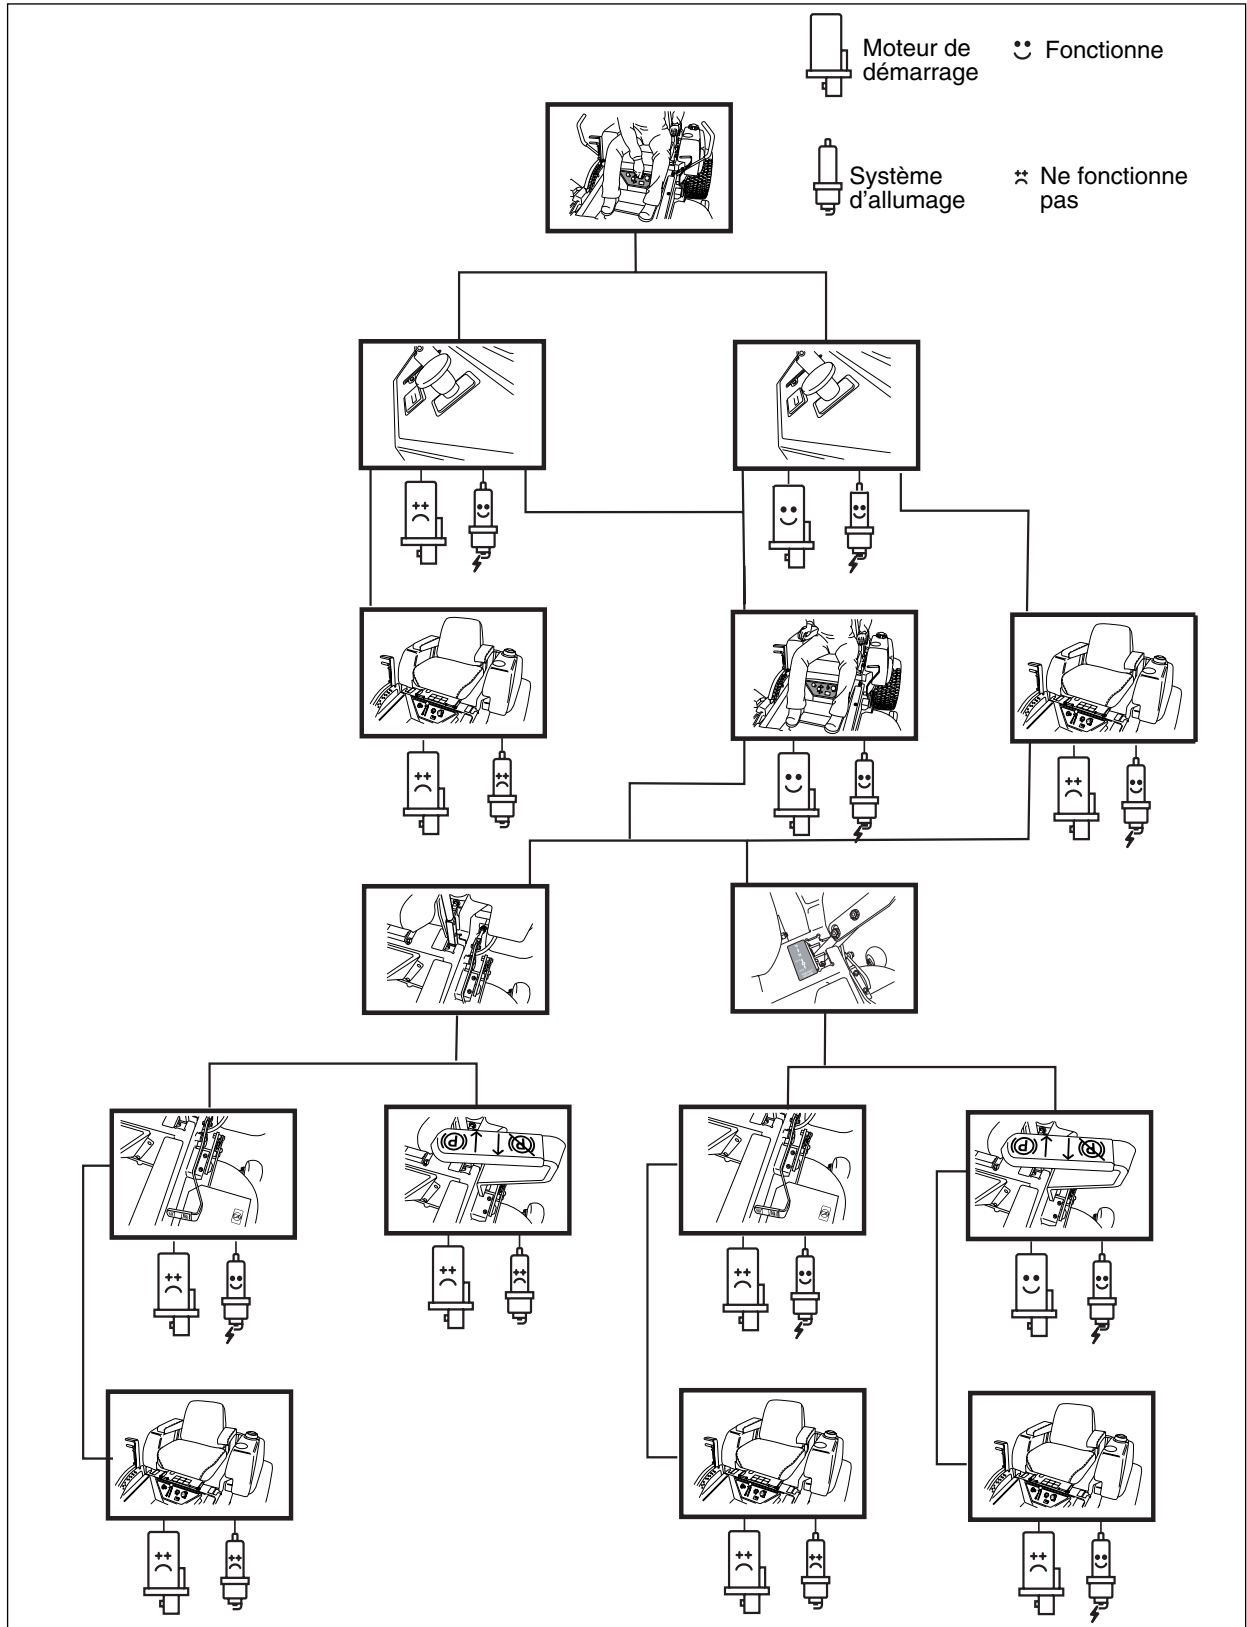 Moteur de
démarrage
Fonctionne
Système
d'allumage
Ne fonctionne
pas
P
R
P
R